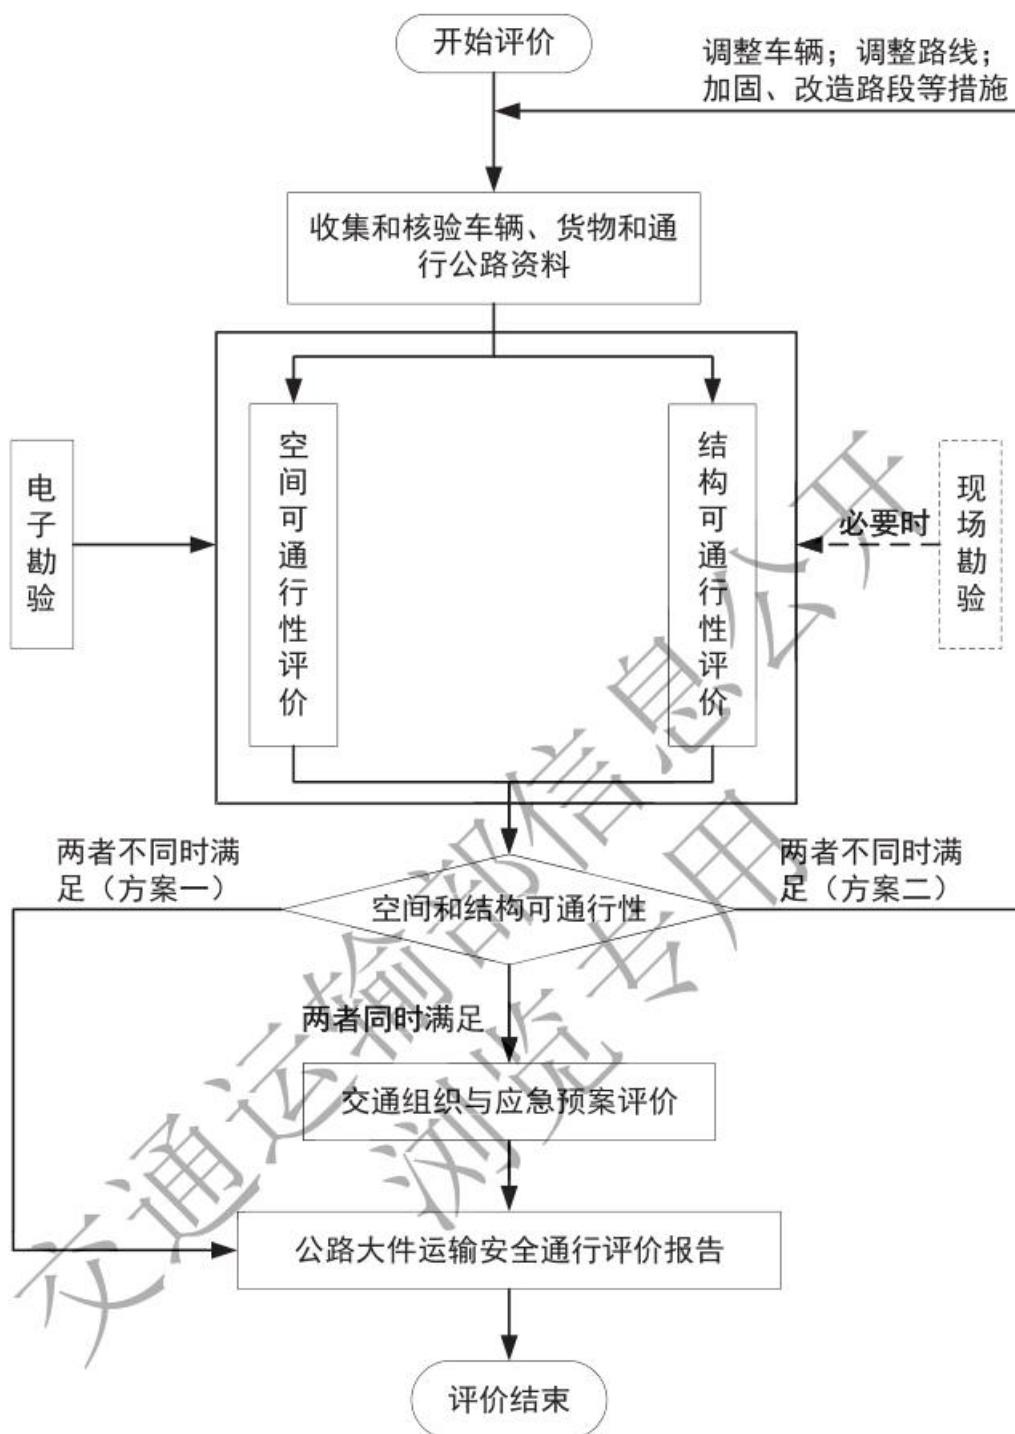 开始评价
调整车辆；调整路线；
加固、改造路段等措施
收集和核验车辆、货物和通
行公路资料
电子勘验
空间可通行性评价
结构可通行性评价
必要时
现场勘验
两者不同时满
足（方案一）
空间和结构可通行性
两者不同时满
足（方案二）
两者同时满足
交通组织与应急预案评价
公路大件运输安全通行评价报告
评价结束
交通运输部信息公开
浏览专用